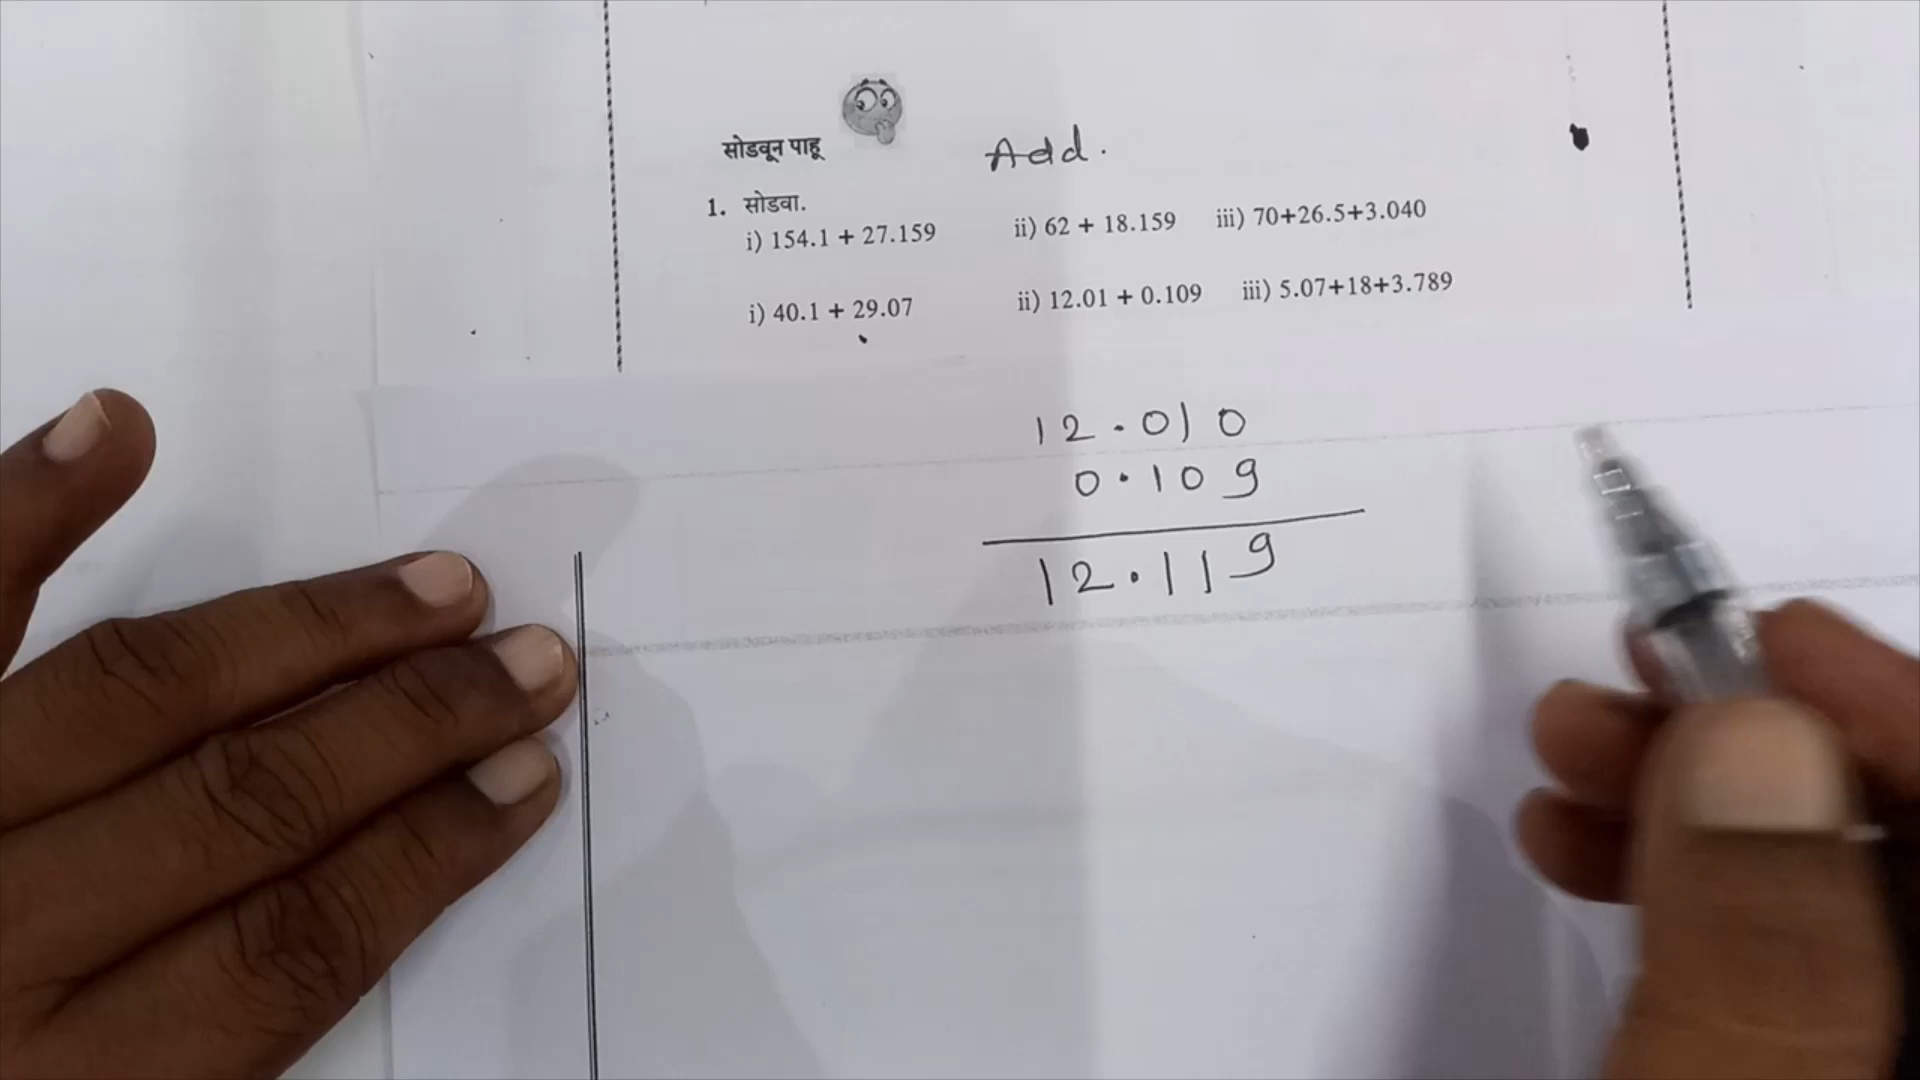 सोडवून पाहू Add.
1. सोडवा.
i) 154.1 + 27.159 ii) 62 + 18.159 iii) 70+26.5+3.040
i) 40.1 + 29.07 ii) 12.01 + 0.109 iii) 5.07+18+3.789
12.010
0.109
12.119